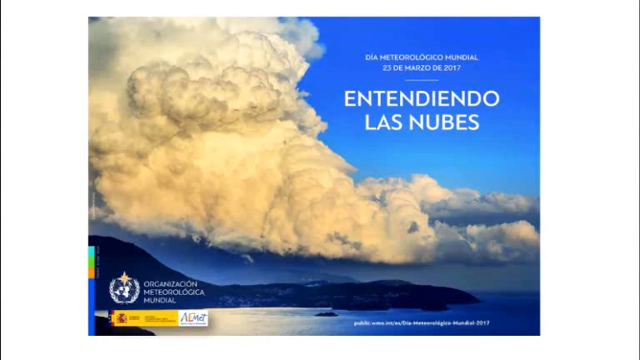 DÍA METEOROLÓGICO MUNDIAL
23 DE MARZO DE 2017
ENTENDIENDO
LAS NUBES
ORGANIZACIÓN
METEOROLÓGICA
MUNDIAL
AEMet
public.wmo.int/es/Día-Meteorológico-Mundial-2017